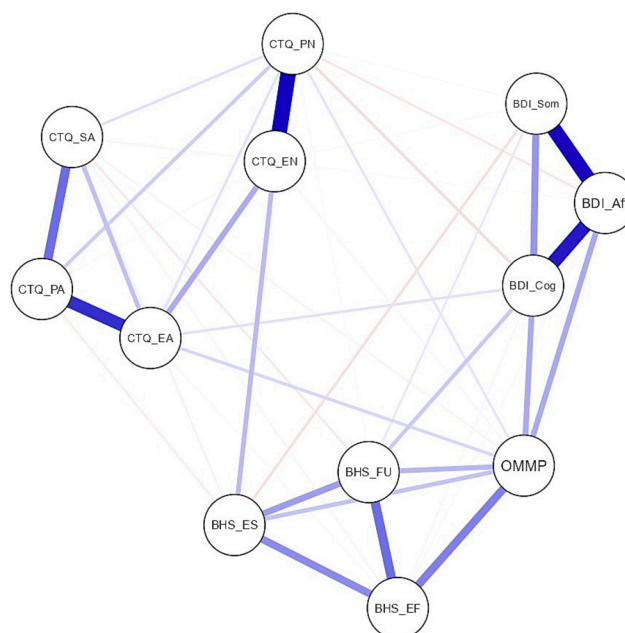 CTQ_PN
BDI_Som
CTQ_SA
CTQ_EN
BDI_Af
BDI_Cog
CTQ_PA
CTQ_EA
OMMP
BHS_FU
BHS_ES
BHS_EF